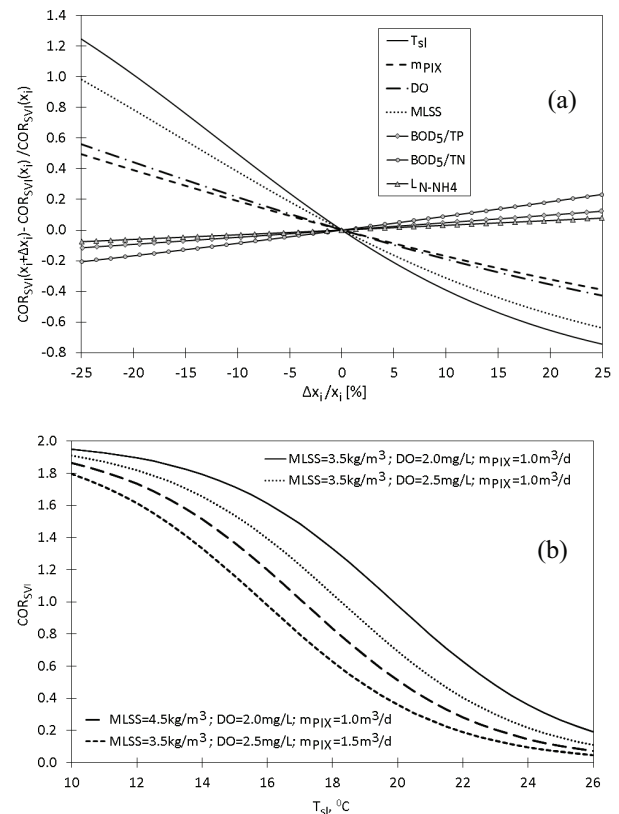 1.4
1.2
1.0
0.8
0.6
0.4
0.2
0.0
-0.2
-0.4
-0.6
-0.8
COR_SVI(x_i+Δx_i)- COR_SVI(x_i) /COR_SVI(x_i)
T_sl
m_PIX
DO
MLSS
BOD_5/TP
BOD_5/TN
L_N-NH4
(a)
-25 -20 -15 -10 -5 0 5 10 15 20 25
Δx_i/x_i [%]
2.0
1.8
1.6
1.4
1.2
1.0
0.8
0.6
0.4
0.2
0.0
COR_SVI
MLSS=3.5kg/m³; DO=2.0mg/L; m_PIX=1.0m³/d
MLSS=3.5kg/m³; DO=2.5mg/L; m_PIX=1.0m³/d
(b)
MLSS=4.5kg/m³; DO=2.0mg/L; m_PIX=1.0m³/d
MLSS=3.5kg/m³; DO=2.5mg/L; m_PIX=1.5m³/d
10 12 14 16 18 20 22 24 26
T_sl, ⁰C